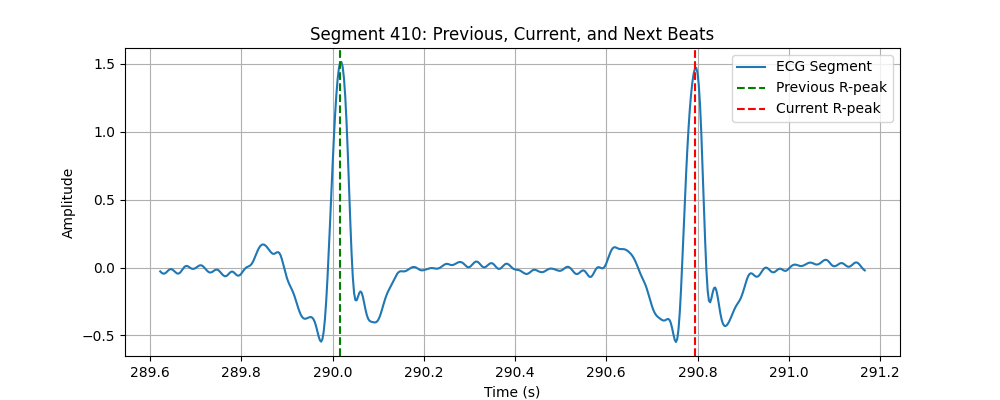 Segment 410: Previous, Current, and Next Beats
ECG Segment
Previous R-peak
Current R-peak
1.5
1.0
0.5
0.0
−0.5
Amplitude
289.6 289.8 290.0 290.2 290.4 290.6 290.8 291.0 291.2
Time (s)